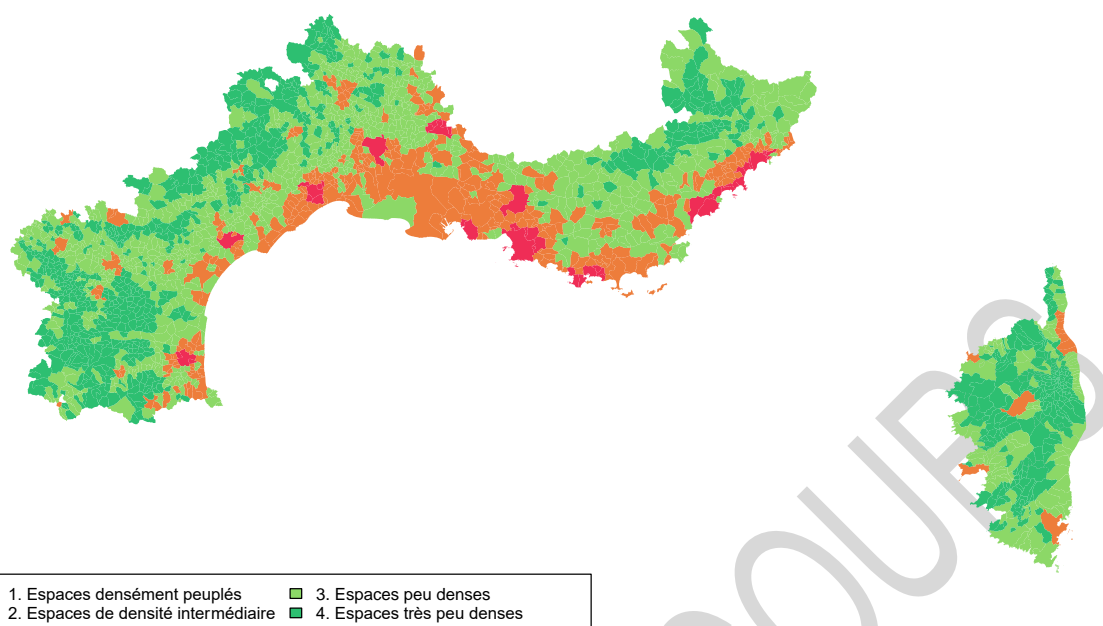 1. Espaces densément peuplés
2. Espaces de densité intermédiaire
3. Espaces peu denses
4. Espaces très peu denses